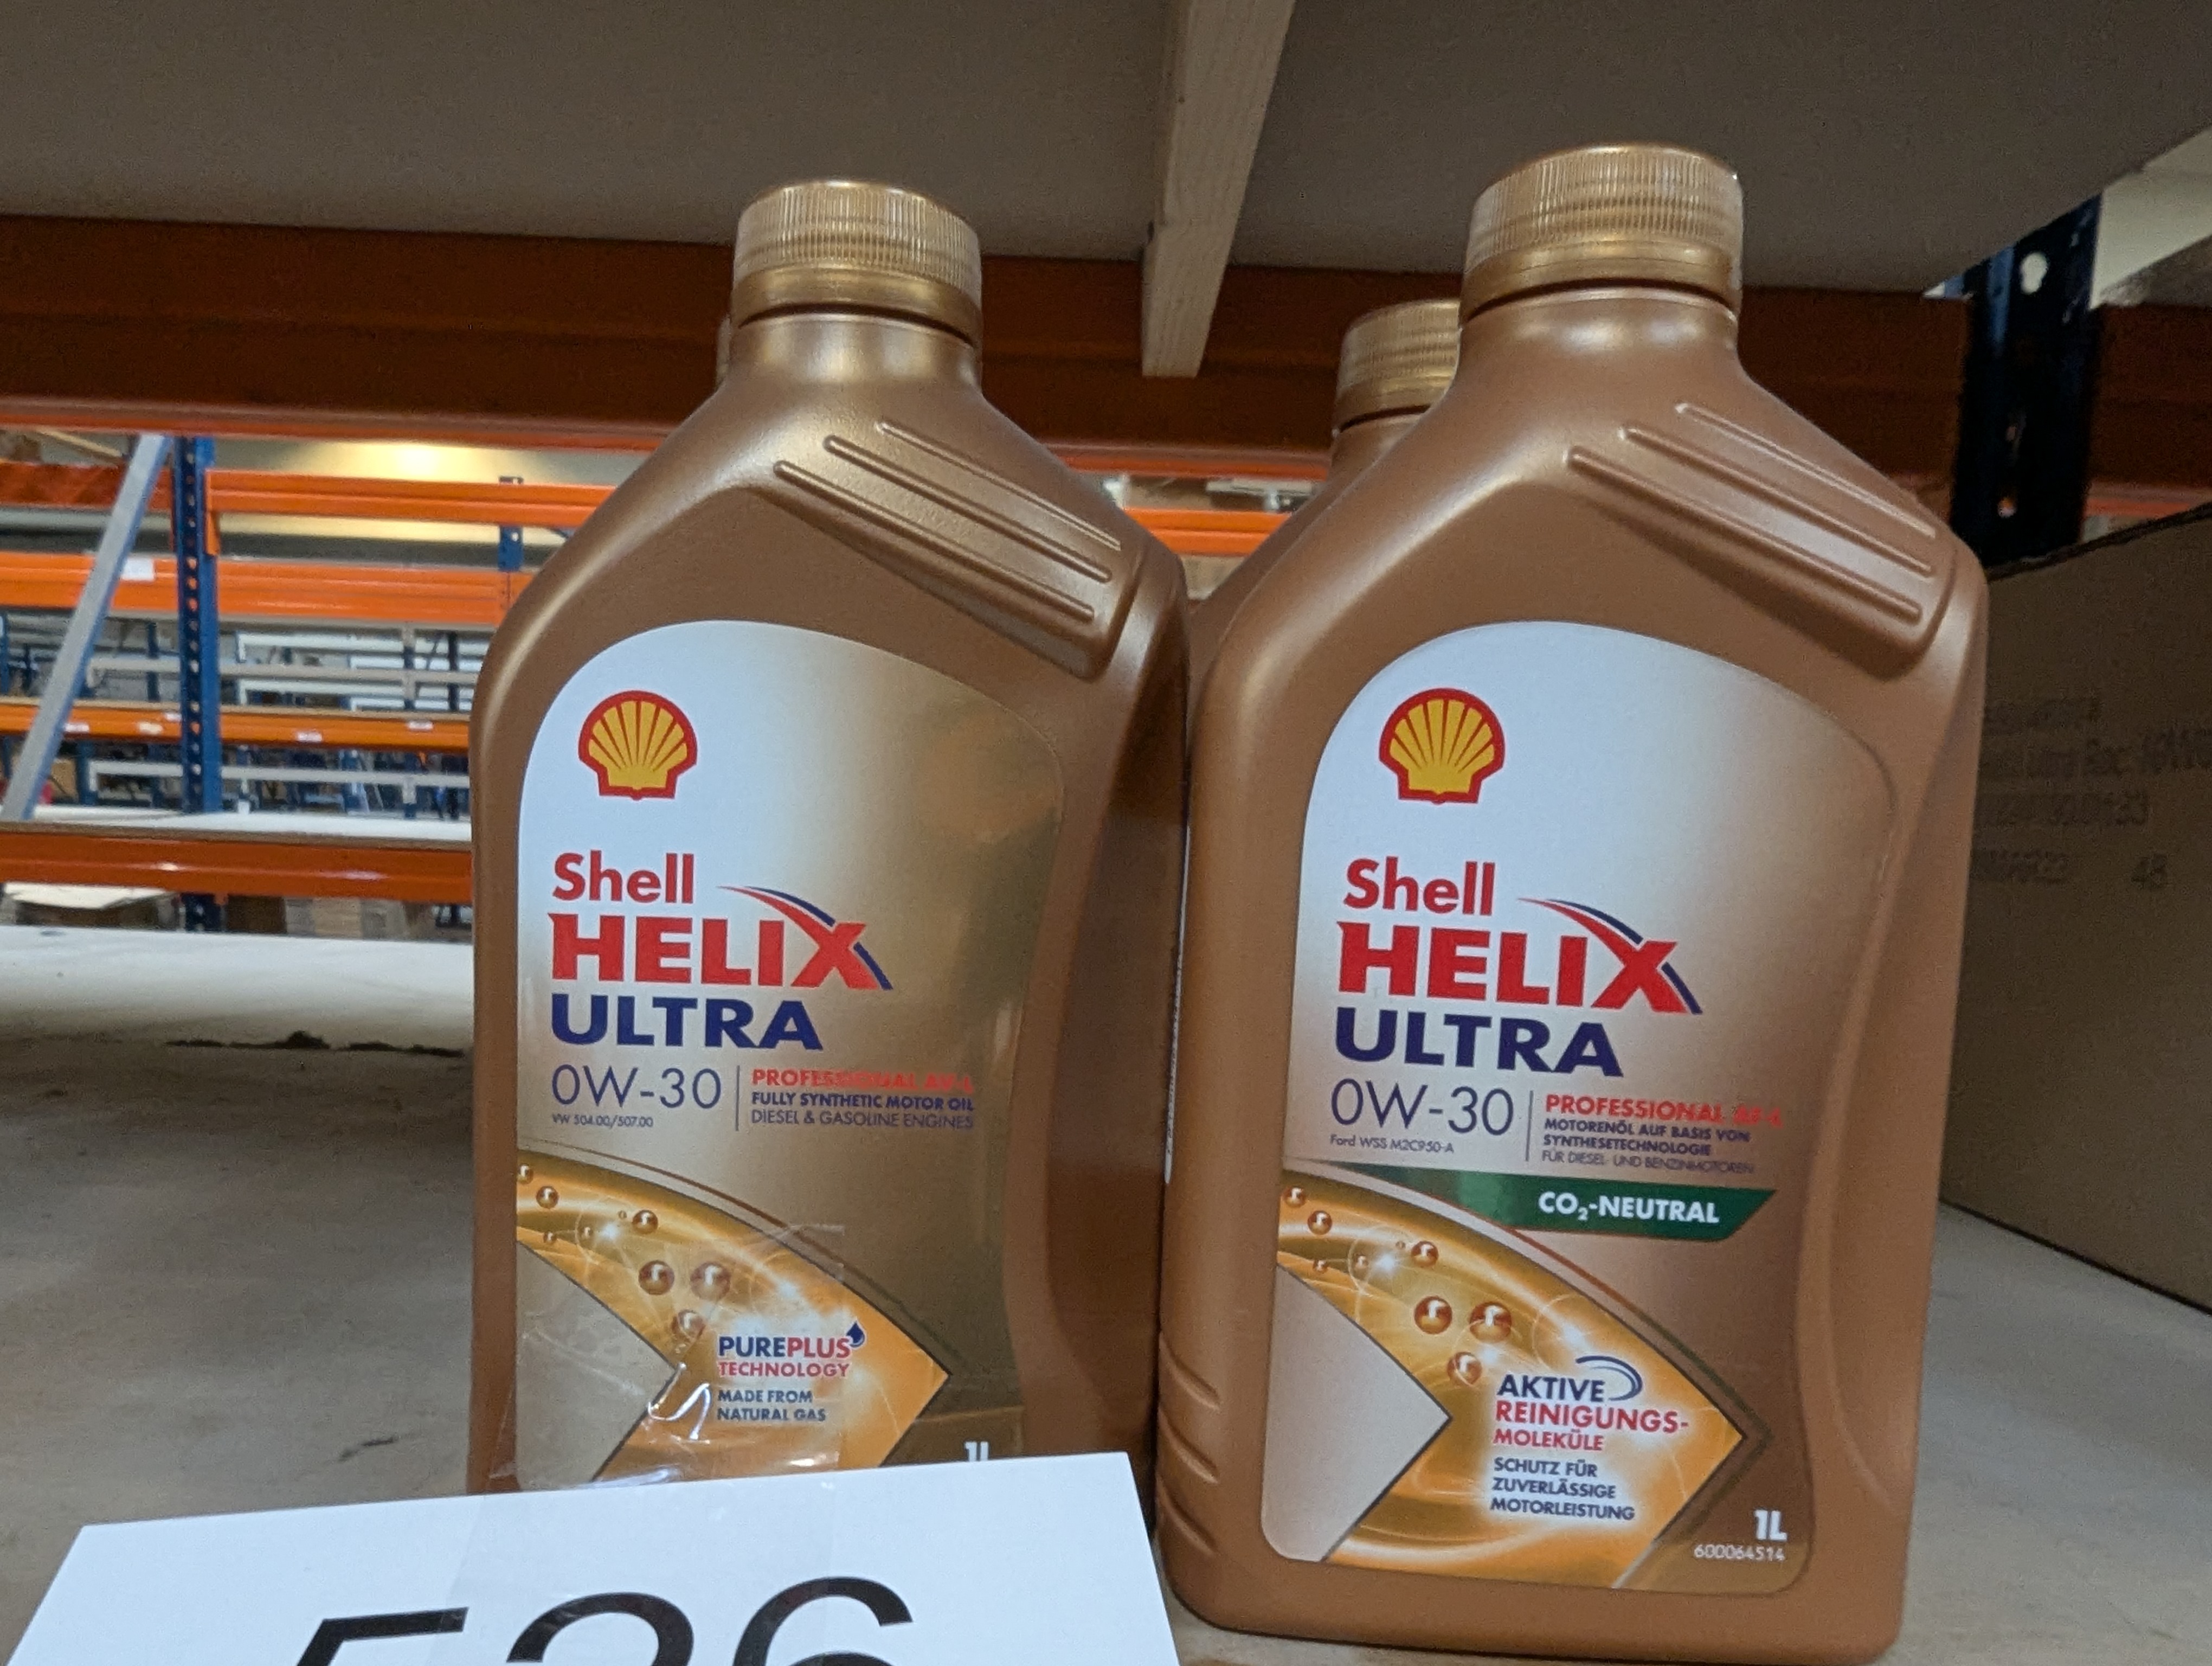 Shell
HELIX
ULTRA
0W-30
VW 504.00/507.00
PROFESSIONAL AV-L
FULLY SYNTHETIC MOTOR OIL
DIESEL & GASOLINE ENGINES
PUREPLUS
TECHNOLOGY
MADE FROM
NATURAL GAS
1L
Shell
HELIX
ULTRA
0W-30
Ford WSS M2C950-A
PROFESSIONAL AF-L
MOTORENÖL AUF BASIS VON
SYNTHESETECHNOLOGIE
FÜR DIESEL- UND BENZINMOTOREN
CO₂-NEUTRAL
AKTIVE
REINIGUNGS-
MOLEKÜLE
SCHUTZ FÜR
ZUVERLÄSSIGE
MOTORLEISTUNG
1L
600064514
48